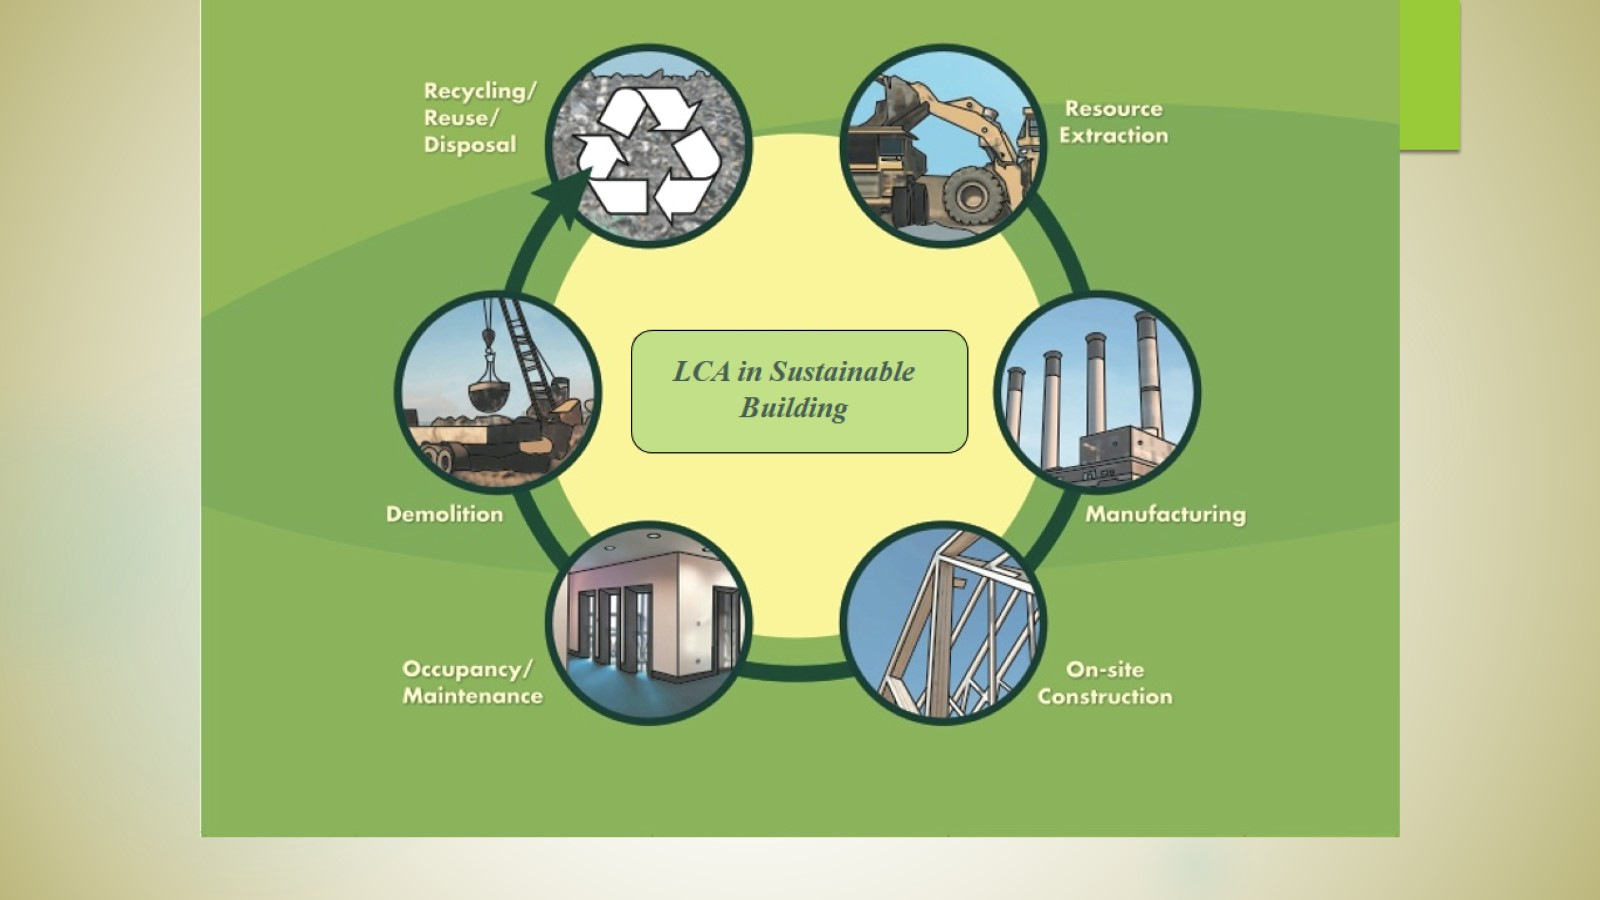 Recycling/
Reuse/
Disposal
Resource
Extraction
LCA in Sustainable
Building
Demolition
Manufacturing
Occupancy/
Maintenance
On-site
Construction